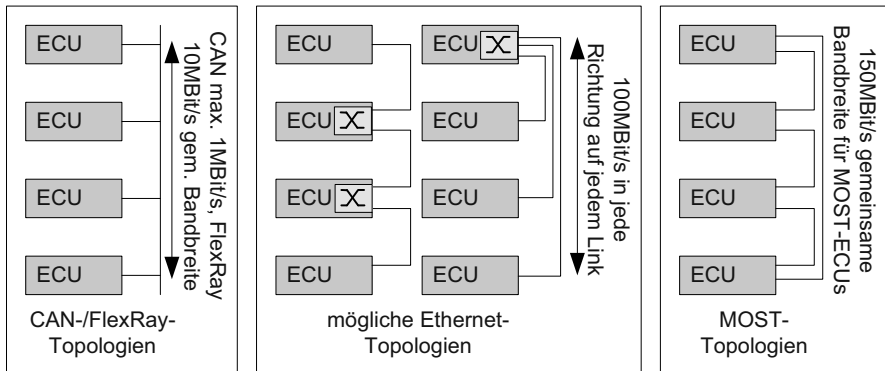 ECU
ECU
ECU
ECU
CAN max. 1MBit/s, FlexRay
10MBit/s gem. Bandbreite
CAN-/FlexRay-
Topologien
ECU
ECU
ECU
ECU
ECU
ECU
ECU
ECU
100MBit/s in jede
Richtung auf jedem Link
mögliche Ethernet-
Topologien
ECU
ECU
ECU
ECU
150MBit/s gemeinsame
Bandbreite für MOST-ECUs
MOST-
Topologien